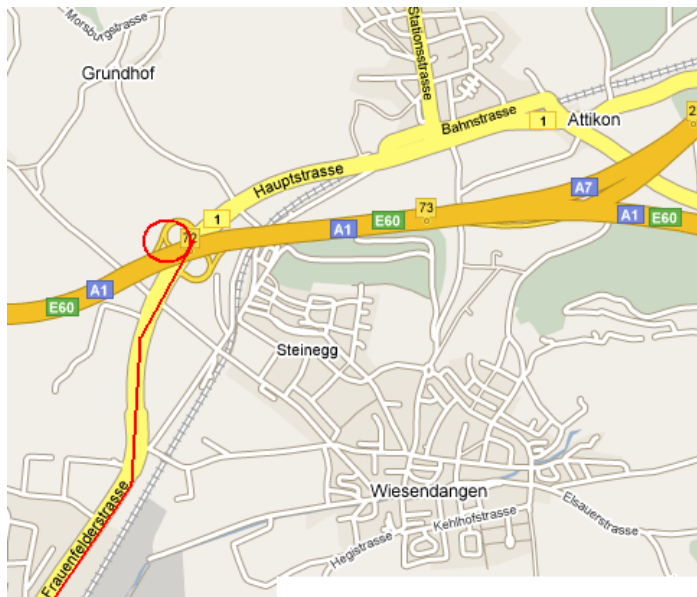 Morsburgstrasse
Stationsstrasse
Grundhof
Bahnstrasse
Attikon
1
2
Hauptstrasse
A7
73
E60
A1
A1
E60
1
72
A1
E60
Steinegg
Wiesendangen
Elsauerstrasse
Kehlhofstrasse
Hegistrasse
Frauenfelderstrasse